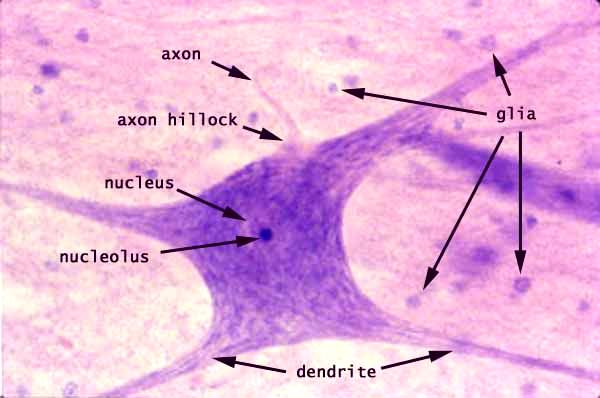 axon
glia
axon hillock
nucleus
nucleolus
dendrite